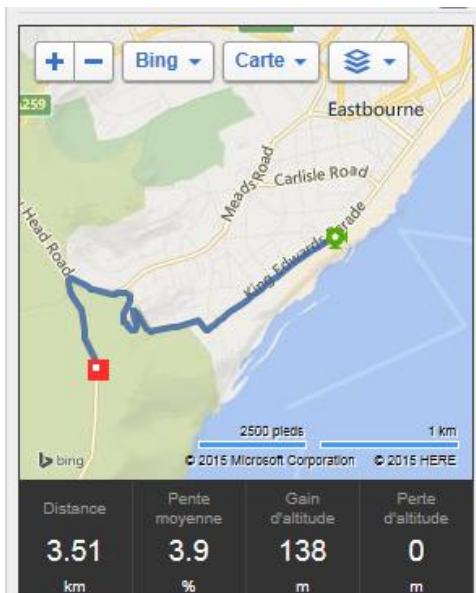 + − Bing Carte
A259
Eastbourne
Carlisle Road
Meads Road
Head Road
King Edwards Parade
2500 pieds 1 km
bing © 2015 Microsoft Corporation © 2015 HERE
Distance Pente moyenne Gain d'altitude Perte d'altitude
3.51 3.9 138 0
km % m m